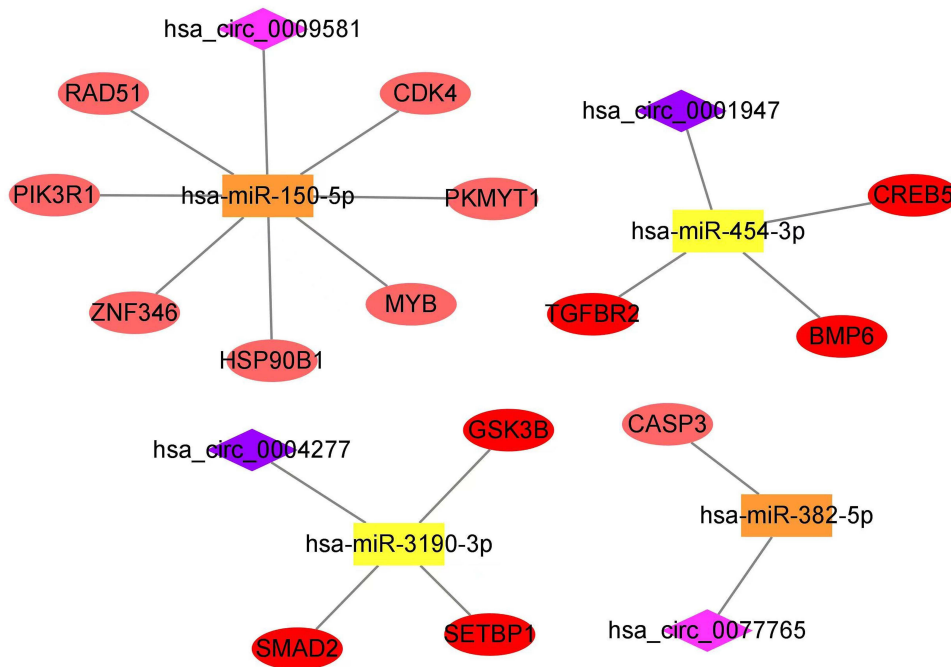 hsa_circ_0009581
RAD51
CDK4
PIK3R1
hsa-miR-150-5p
PKMYT1
ZNF346
MYB
HSP90B1
hsa_circ_0001947
CREB5
hsa-miR-454-3p
TGFBR2
BMP6
hsa_circ_0004277
GSK3B
hsa-miR-3190-3p
SMAD2
SETBP1
CASP3
hsa-miR-382-5p
hsa_circ_0077765